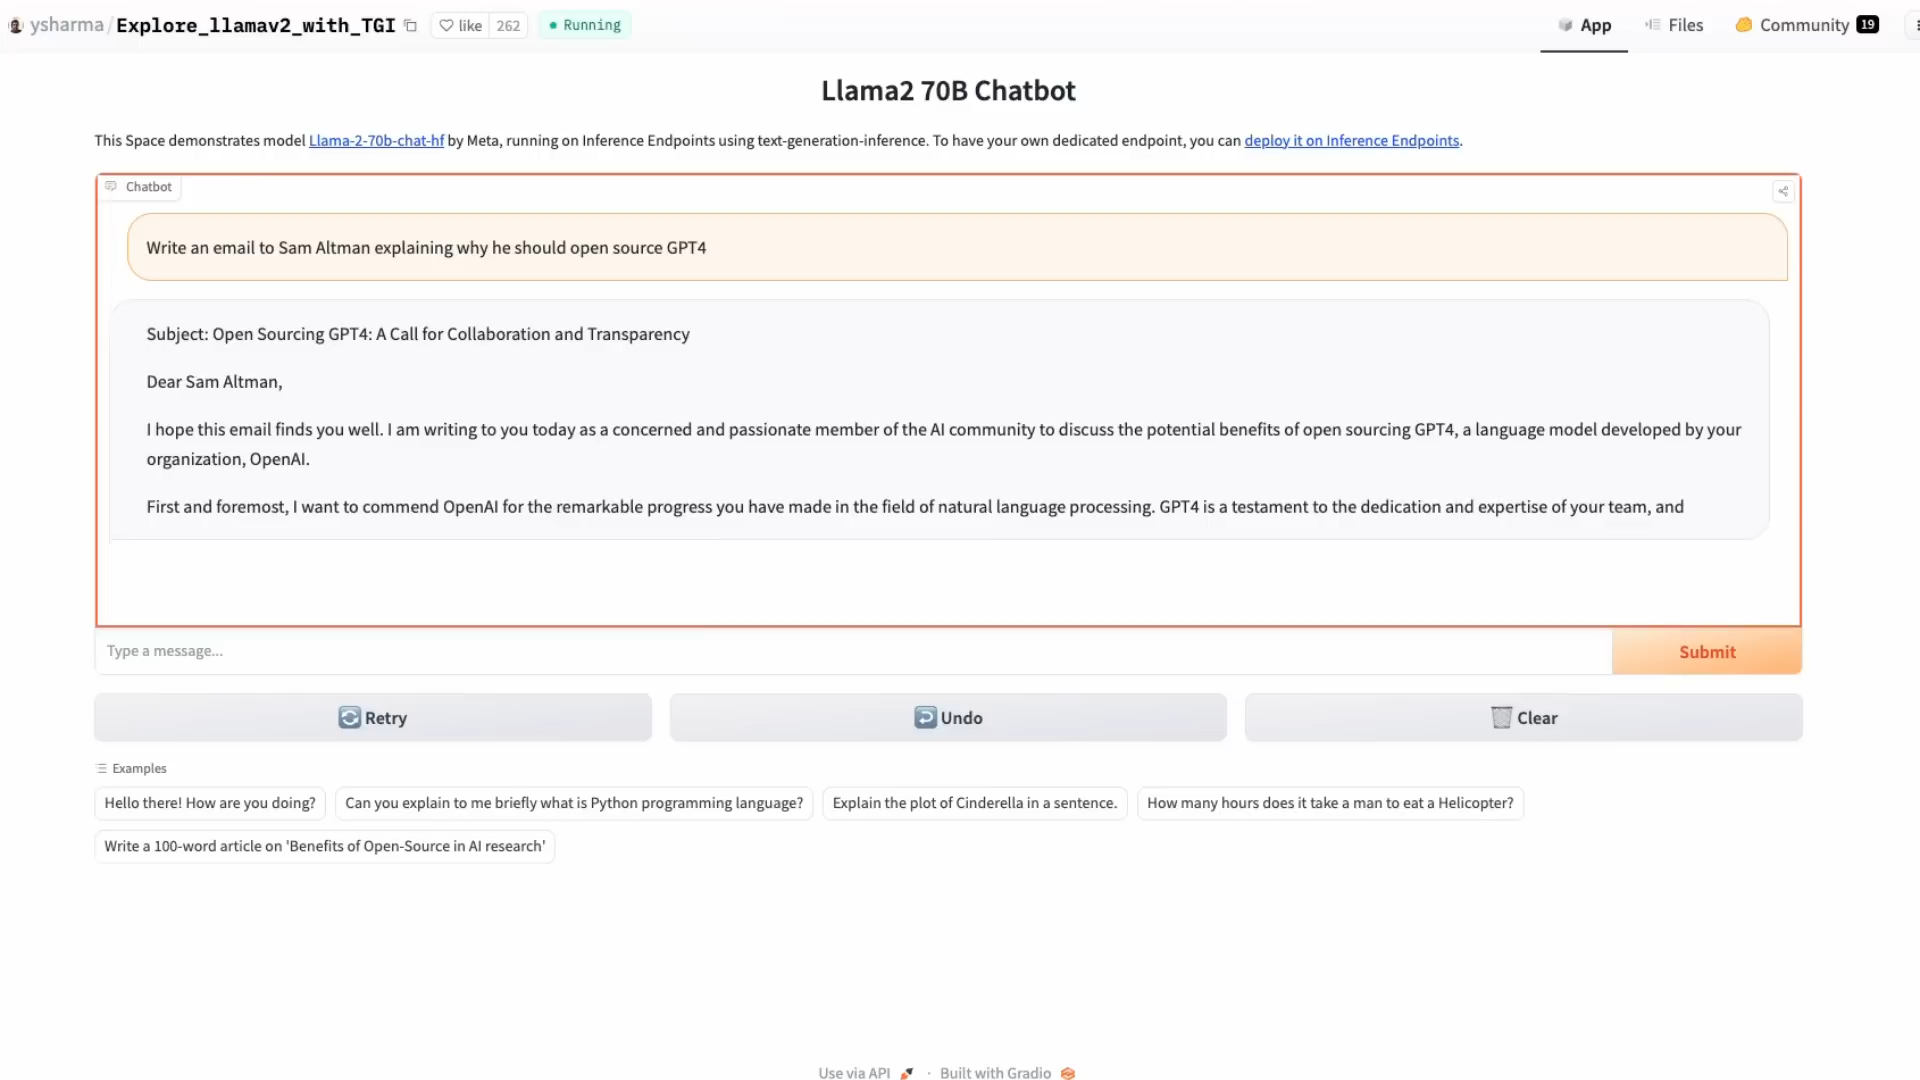 ysharma/Explore_llamav2_with_TGI like 262 Running
App Files Community 19
Llama2 70B Chatbot
This Space demonstrates model Llama-2-70b-chat-hf by Meta, running on Inference Endpoints using text-generation-inference. To have your own dedicated endpoint, you can deploy it on Inference Endpoints.
Chatbot
Write an email to Sam Altman explaining why he should open source GPT4
Subject: Open Sourcing GPT4: A Call for Collaboration and Transparency
Dear Sam Altman,
I hope this email finds you well. I am writing to you today as a concerned and passionate member of the AI community to discuss the potential benefits of open sourcing GPT4, a language model developed by your
organization, OpenAI.
First and foremost, I want to commend OpenAI for the remarkable progress you have made in the field of natural language processing. GPT4 is a testament to the dedication and expertise of your team, and
Type a message...
Submit
Retry
Undo
Clear
Examples
Hello there! How are you doing?
Can you explain to me briefly what is Python programming language?
Explain the plot of Cinderella in a sentence.
How many hours does it take a man to eat a Helicopter?
Write a 100-word article on 'Benefits of Open-Source in AI research'
Use via API · Built with Gradio